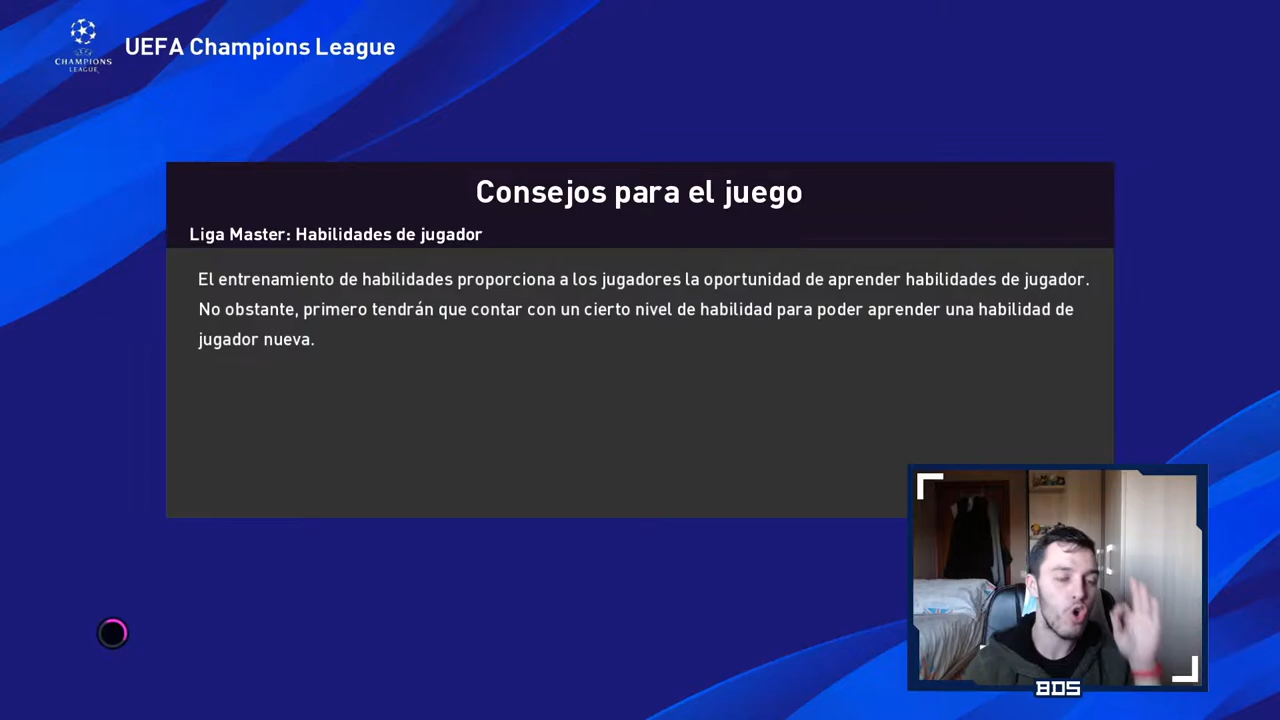 CHAMPIONS
LEAGUE
UEFA Champions League
Consejos para el juego
Liga Master: Habilidades de jugador
El entrenamiento de habilidades proporciona a los jugadores la oportunidad de aprender habilidades de jugador.
No obstante, primero tendrán que contar con un cierto nivel de habilidad para poder aprender una habilidad de
jugador nueva.
BDS